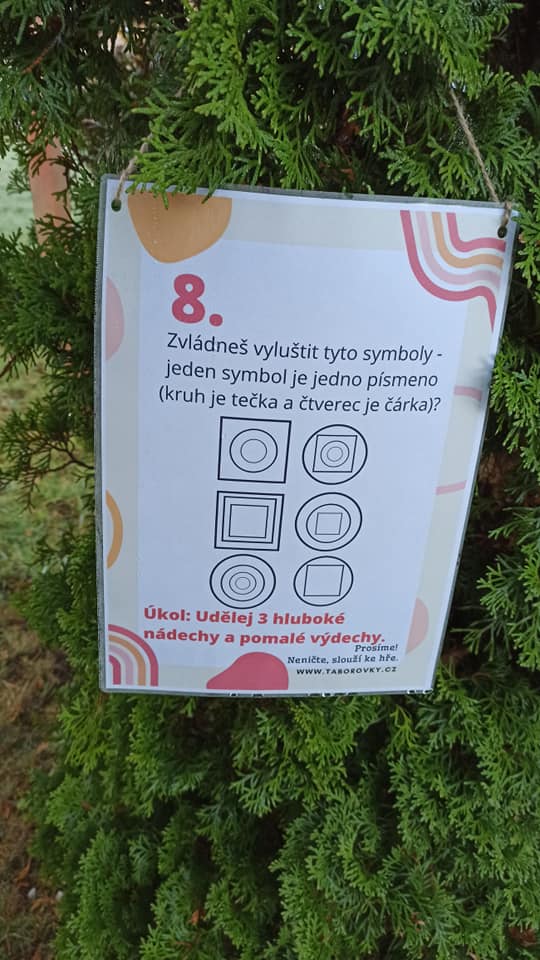 8.
Zvládneš vyluštit tyto symboly -
jeden symbol je jedno písmeno
(kruh je tečka a čtverec je čárka)?
Úkol: Udělej 3 hluboké
nádechy a pomalé výdechy.
Prosíme!
Neničte, slouží ke hře.
WWW.TABOROVKY.CZ